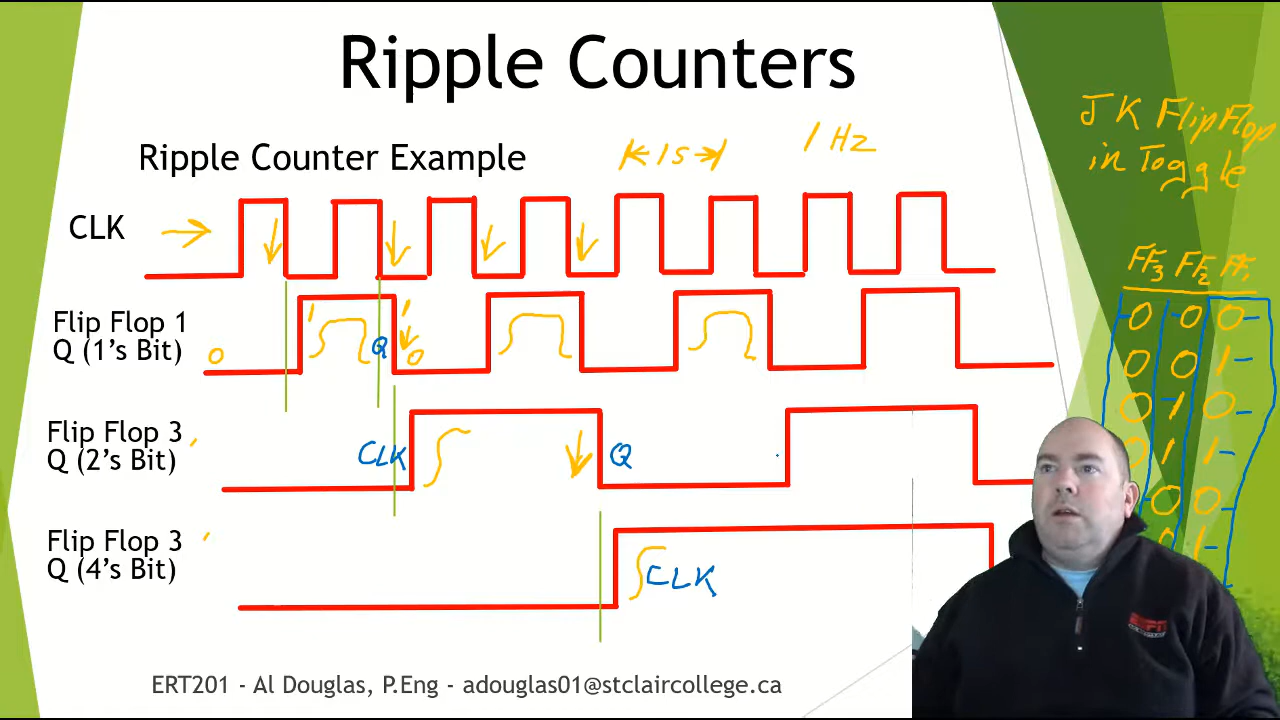 Ripple Counters
Ripple Counter Example
1s
1 Hz
JK FlipFlop
in Toggle
CLK
Flip Flop 1
Q (1's Bit)
0
1
Q
1
0
FF3 FF2 FF1
0 0 0
0 0 1
0 1 0
0 1 1
0 0
1
Flip Flop 3
Q (2's Bit)
CLK
Q
Flip Flop 3
Q (4's Bit)
CLK
ERT201 - Al Douglas, P.Eng - adouglas01@stclaircollege.ca